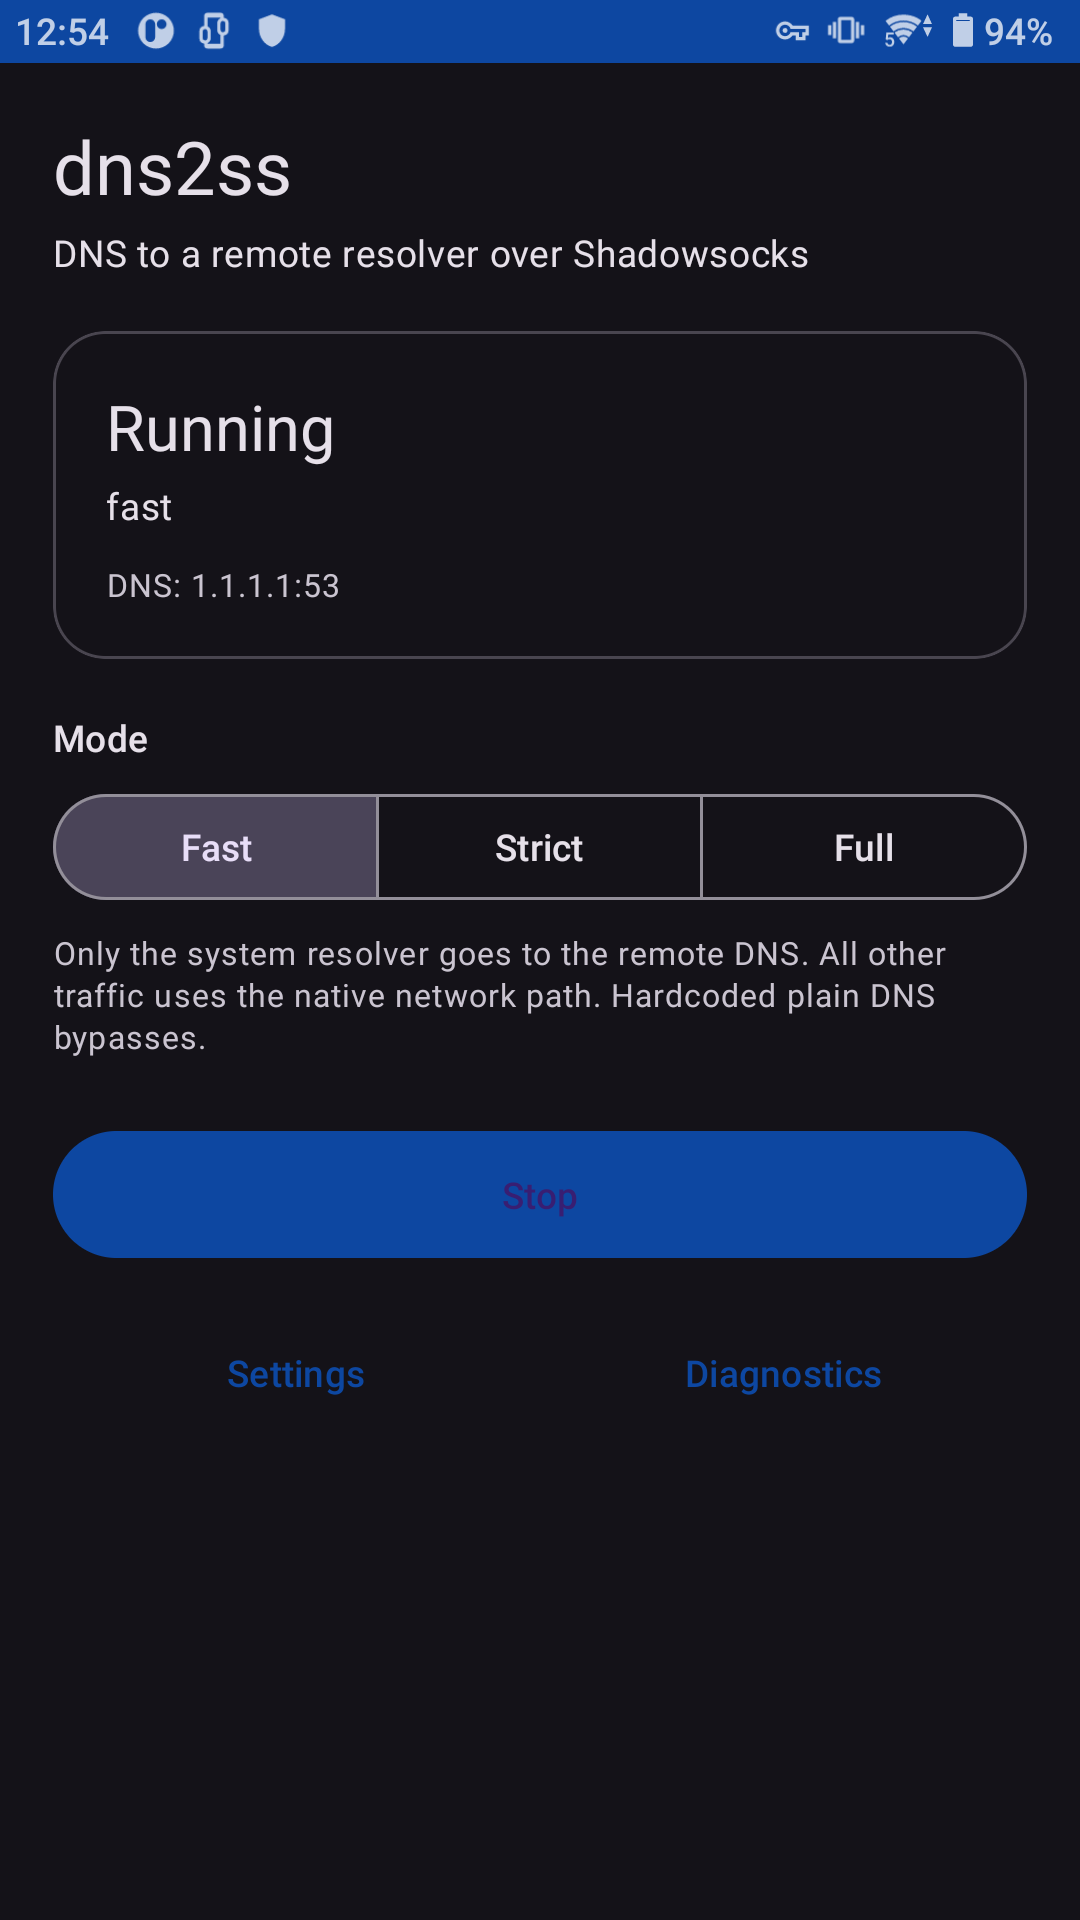 12:54
5
94%
dns2ss
DNS to a remote resolver over Shadowsocks
Running
fast
DNS: 1.1.1.1:53
Mode
Fast
Strict
Full
Only the system resolver goes to the remote DNS. All other
traffic uses the native network path. Hardcoded plain DNS
bypasses.
Stop
Settings
Diagnostics